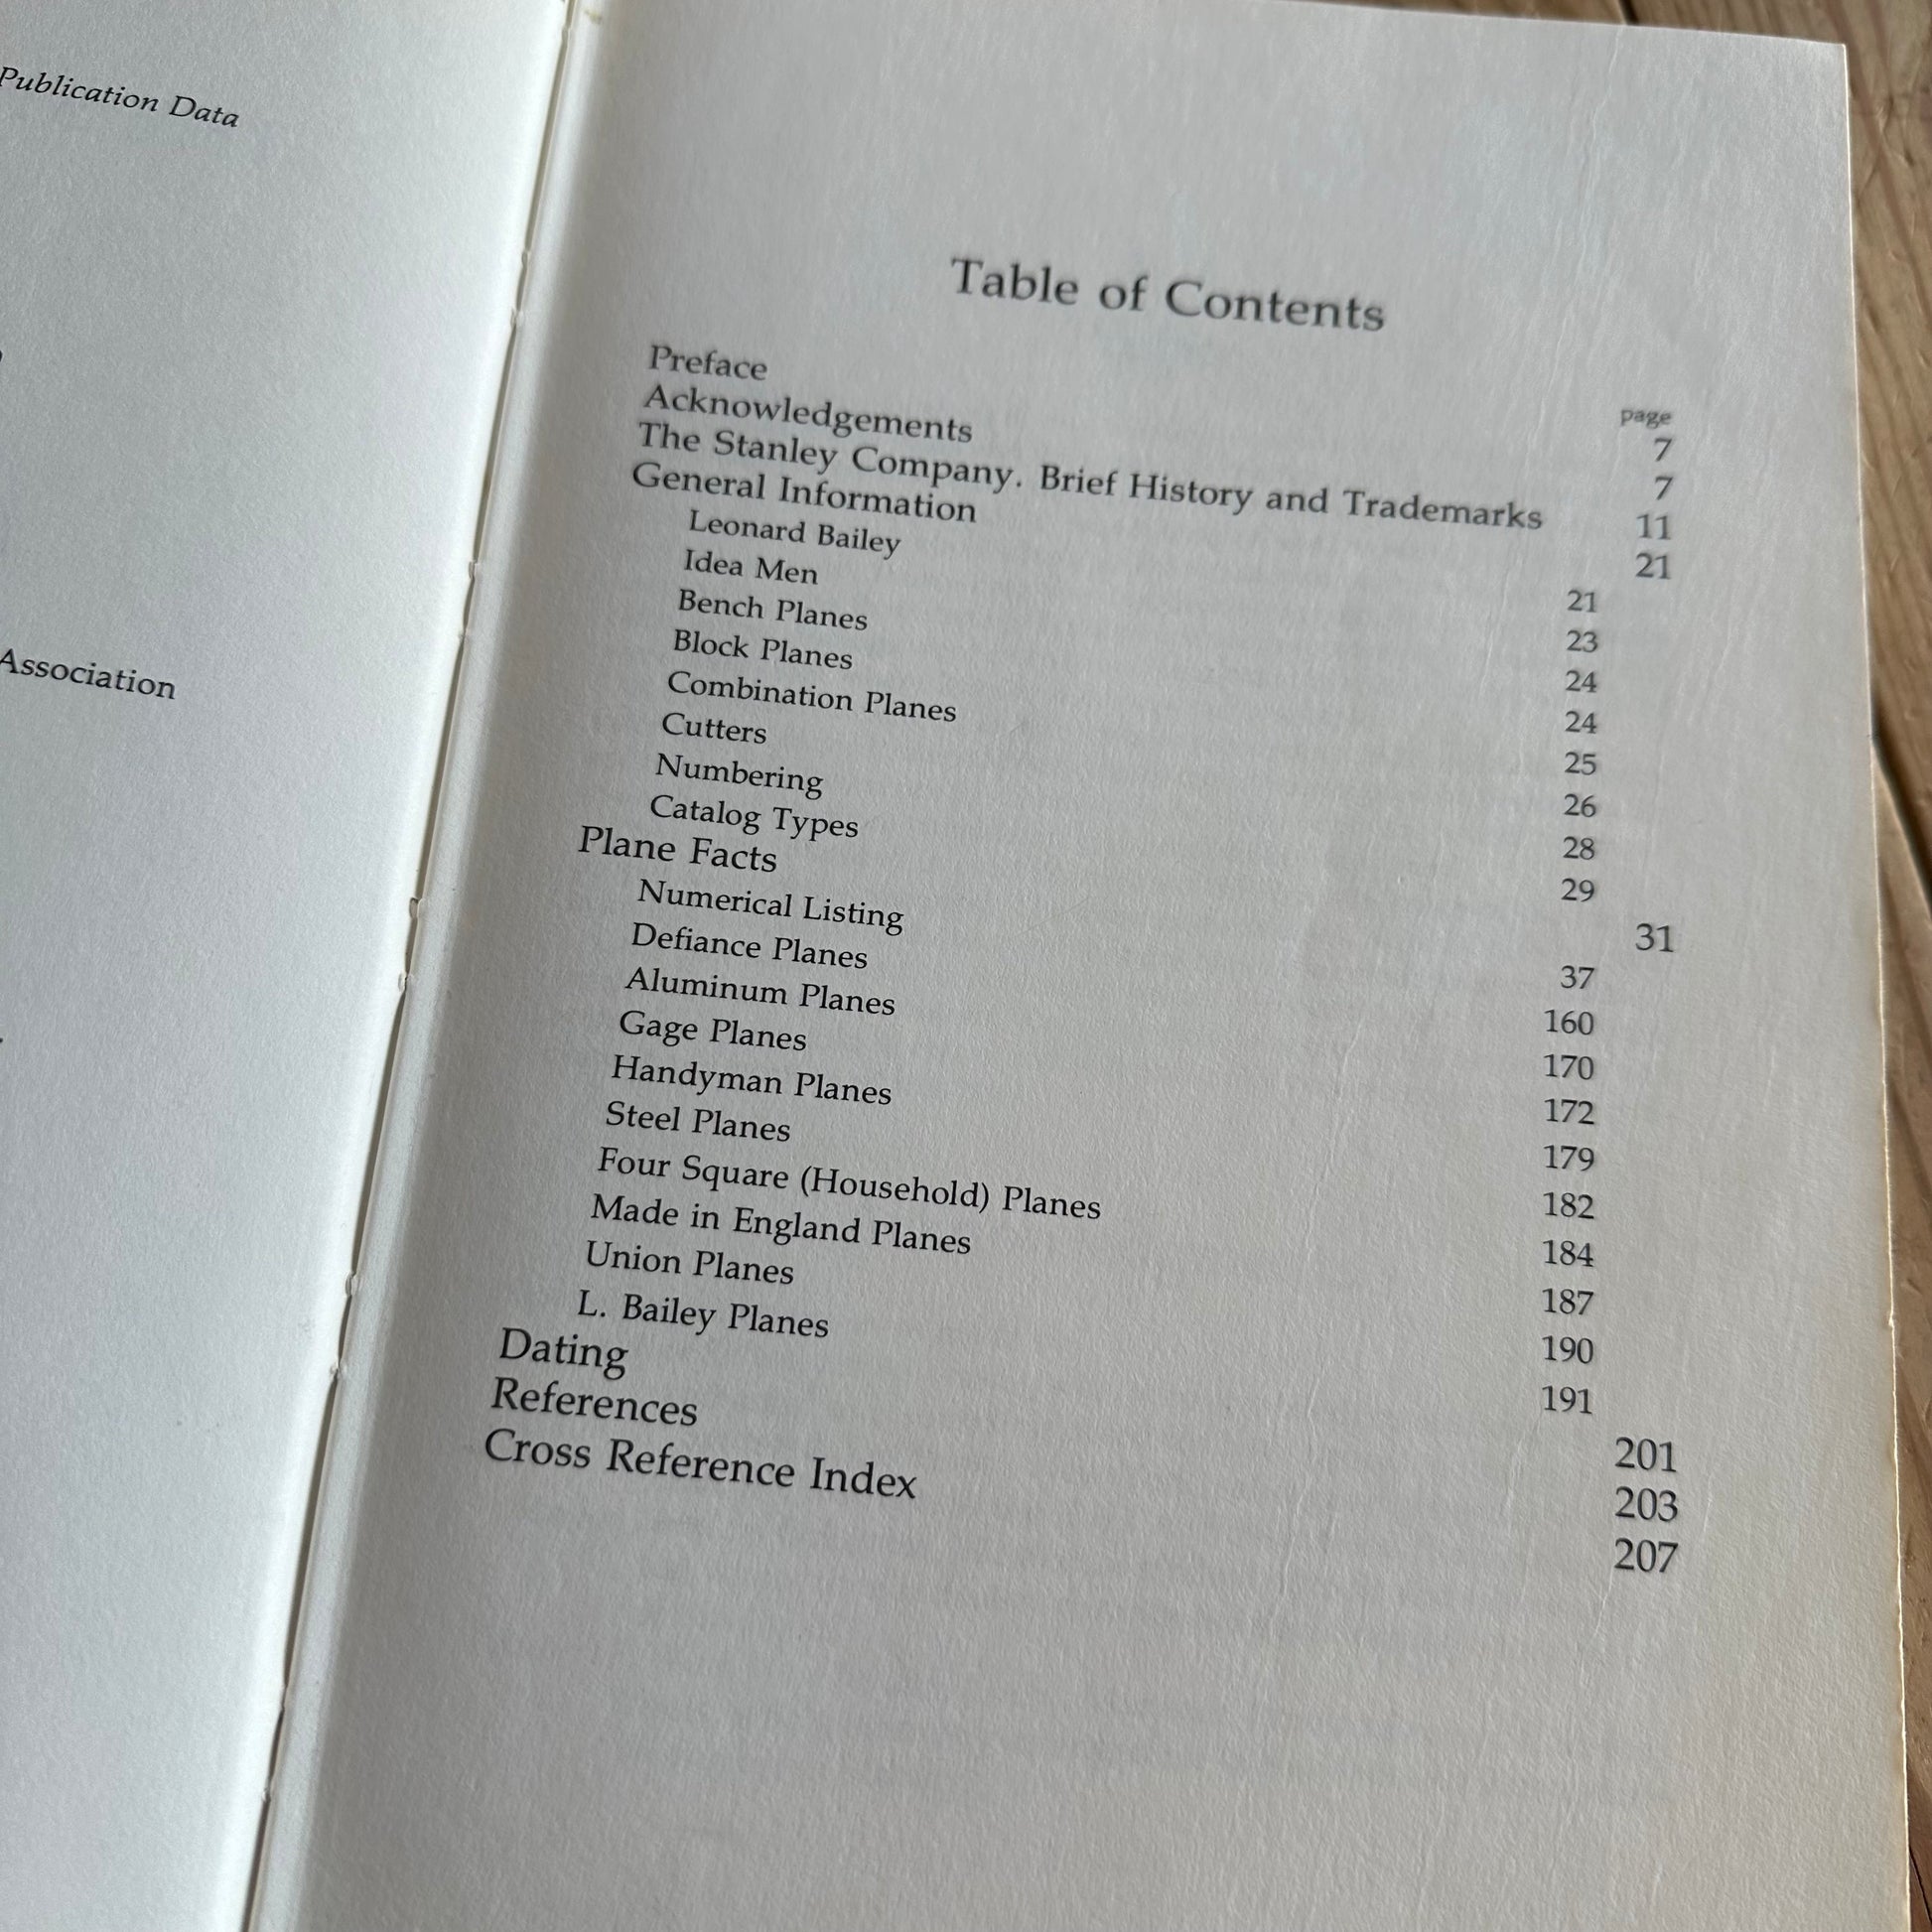 Publication Data
Association
Table of Contents
page
Preface 7
Acknowledgements 7
The Stanley Company. Brief History and Trademarks 11
General Information 21
Leonard Bailey 21
Idea Men 23
Bench Planes 24
Block Planes 24
Combination Planes 25
Cutters 26
Numbering 28
Catalog Types 29
Plane Facts 31
Numerical Listing 37
Defiance Planes 160
Aluminum Planes 170
Gage Planes 172
Handyman Planes 179
Steel Planes 182
Four Square (Household) Planes 184
Made in England Planes 187
Union Planes 190
L. Bailey Planes 191
Dating 201
References 203
Cross Reference Index 207